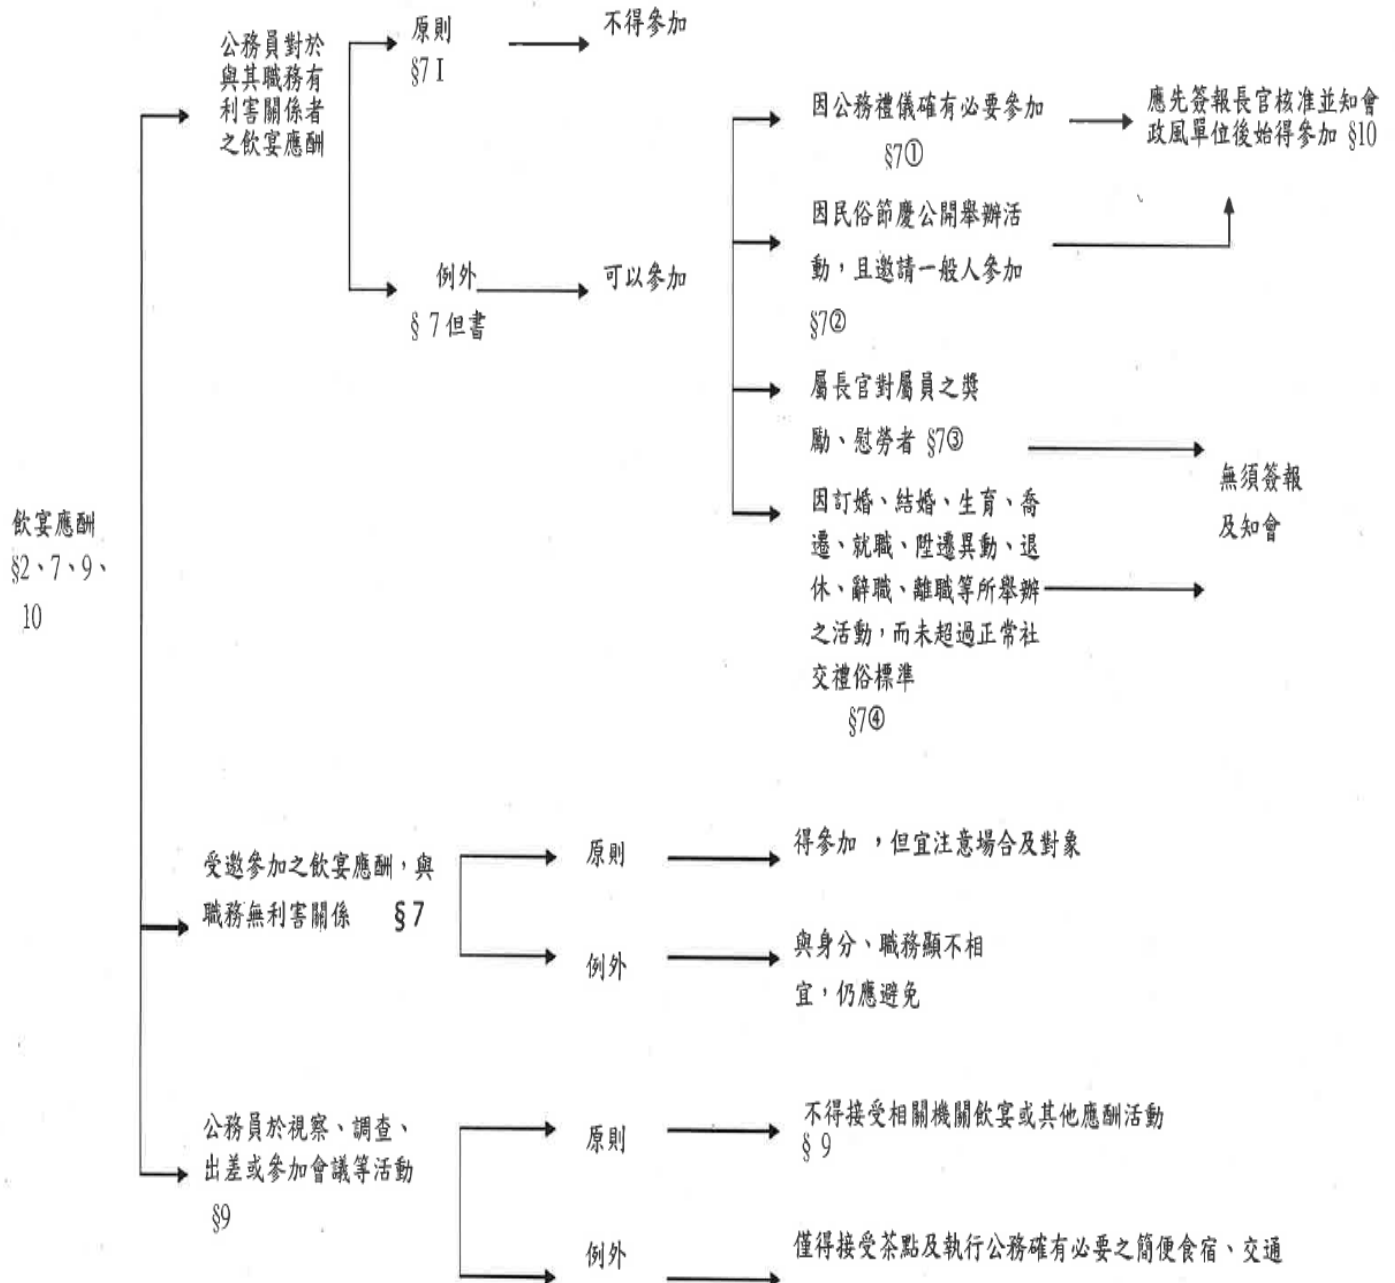 飲宴應酬
§2、7、9、
10
公務員對於
與其職務有
利害關係者
之飲宴應酬
原則
§7 I
不得參加
例外
§ 7但書
可以參加
因公務禮儀確有必要參加
§7①
應先簽報長官核准並知會
政風單位後始得參加 §10
因民俗節慶公開舉辦活
動，且邀請一般人參加
§7②
屬長官對屬員之獎
勵、慰勞者 §7③
因訂婚、結婚、生育、喬
遷、就職、陞遷異動、退
休、辭職、離職等所舉辦
之活動，而未超過正常社
交禮俗標準
§7④
無須簽報
及知會
受邀參加之飲宴應酬，與
職務無利害關係 §7
原則
得參加 ，但宜注意場合及對象
例外
與身分、職務顯不相
宜，仍應避免
公務員於視察、調查、
出差或參加會議等活動
§9
原則
不得接受相關機關飲宴或其他應酬活動
§ 9
例外
僅得接受茶點及執行公務確有必要之簡便食宿、交通